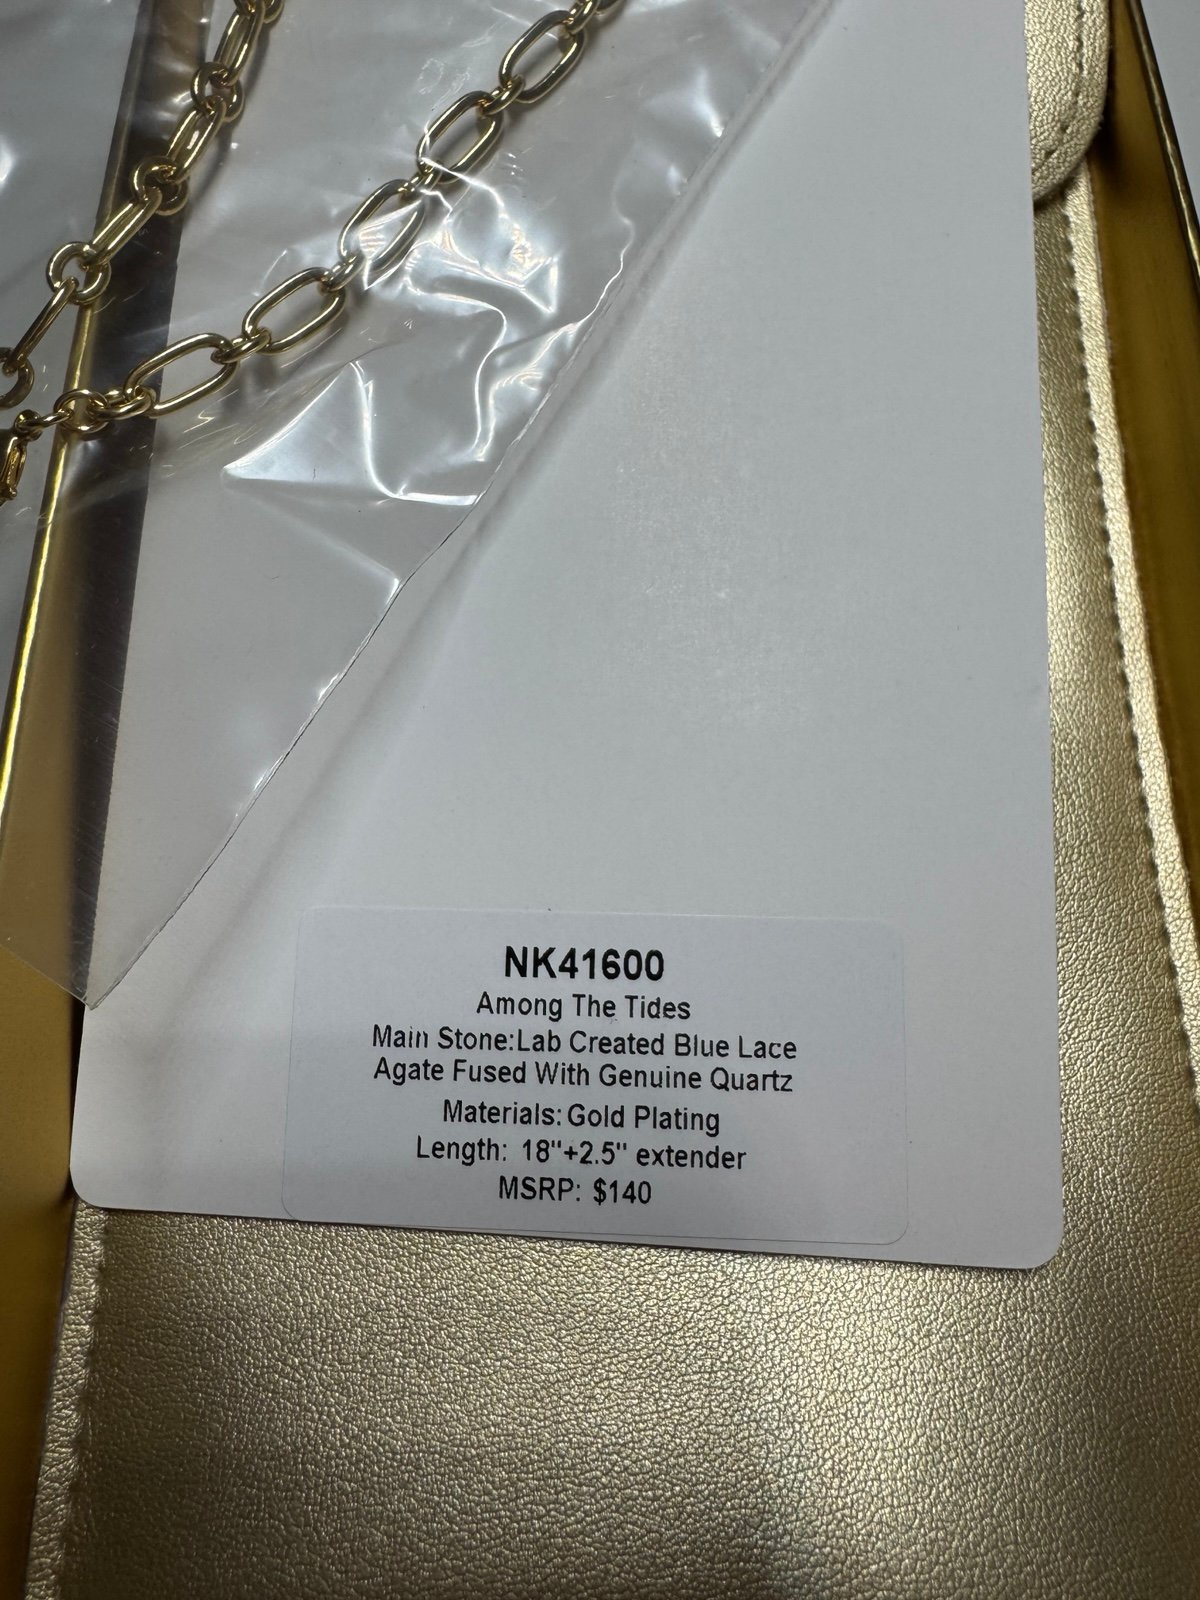 NK41600
Among The Tides
Main Stone:Lab Created Blue Lace
Agate Fused With Genuine Quartz
Materials: Gold Plating
Length: 18"+2.5" extender
MSRP: $140